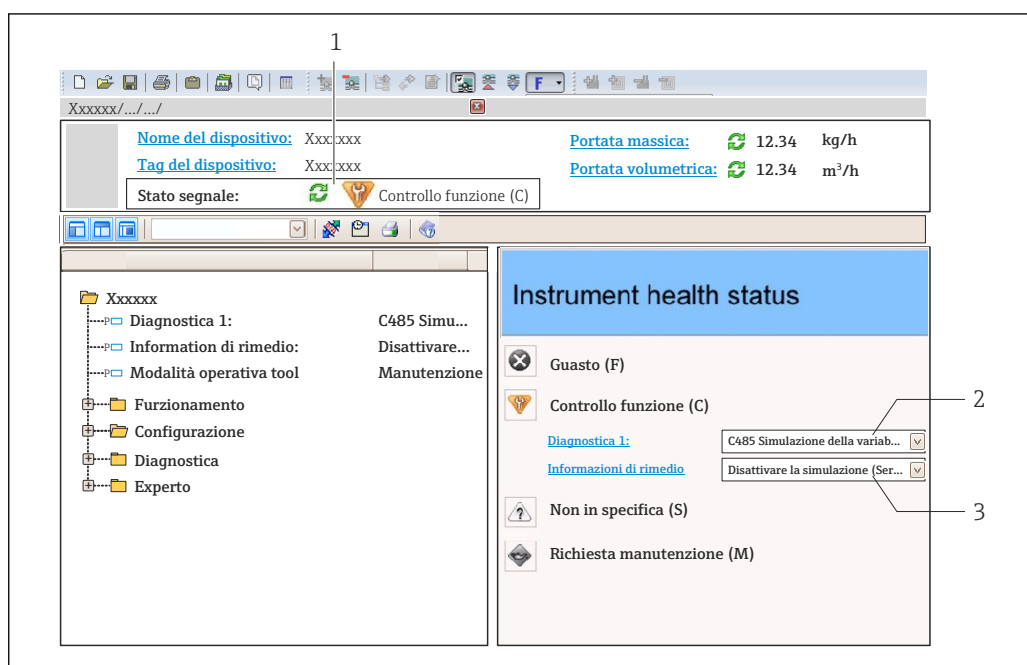 1
F
Xxxxxx/.../.../
Nome del dispositivo: Xxxxxxx Portata massica: 12.34 kg/h
Tag del dispositivo: Xxxxxxx Portata volumetrica: 12.34 m³/h
Stato segnale: Controllo funzione (C)
Xxxxxx
P Diagnostica 1: C485 Simu...
P Information di rimedio: Disattivare...
P Modalità operativa tool Manutenzione
Furzionamento
Configurazione
Diagnostica
Experto
Instrument health status
Guasto (F)
Controllo funzione (C)
2
Diagnostica 1: C485 Simulazione della variab...
Informazioni di rimedio Disattivare la simulazione (Ser...
3
Non in specifica (S)
Richiesta manutenzione (M)